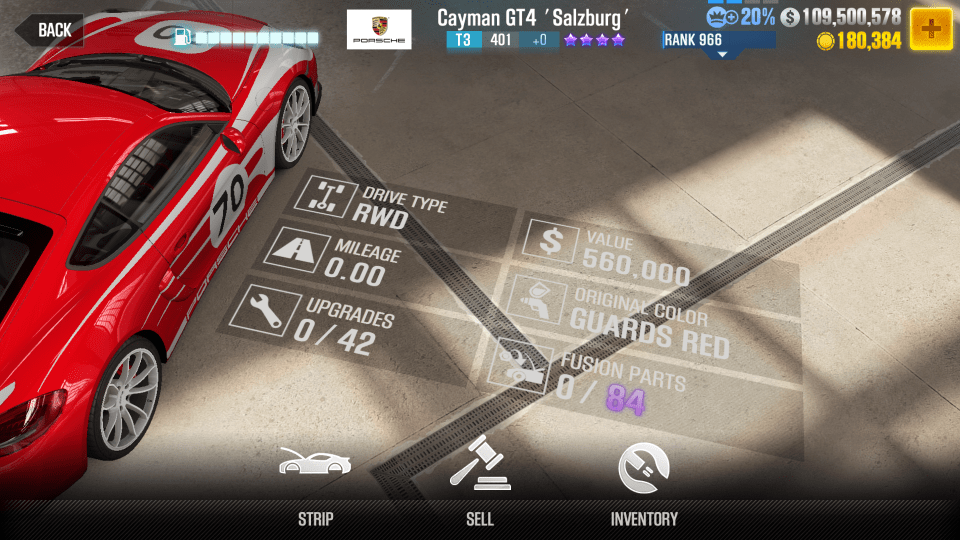 BACK
PORSCHE
Cayman GT4 'Salzburg'
T3 401 +0
20%
109,500,578
RANK 966
180,384
70
PORSCHE
DRIVE TYPE
RWD
MILEAGE
0.00
UPGRADES
0 / 42
$ VALUE
560.000
ORIGINAL COLOR
GUARDS RED
FUSION PARTS
0 / 84
STRIP
SELL
INVENTORY